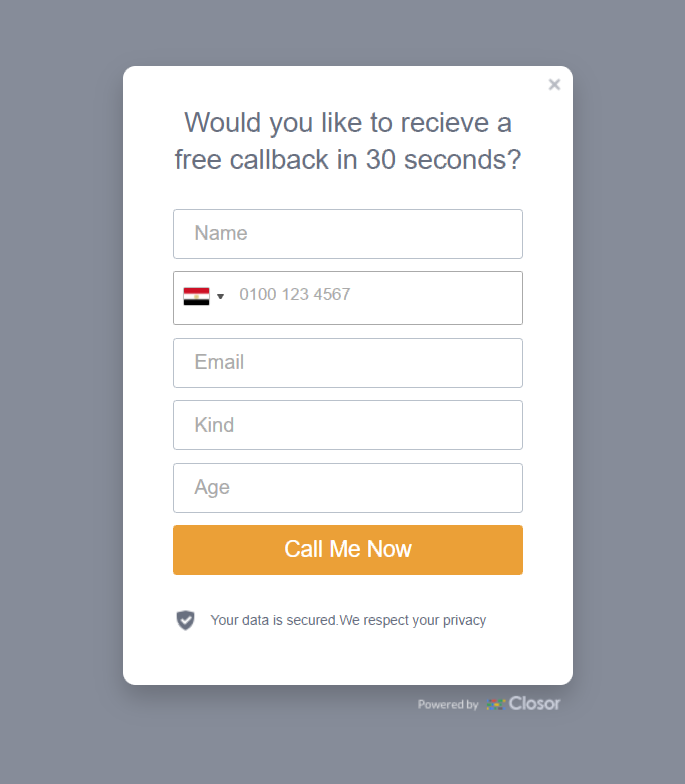 Would you like to recieve a
free callback in 30 seconds?
Name
0100 123 4567
Email
Kind
Age
Call Me Now
Your data is secured.We respect your privacy
Powered by Closor